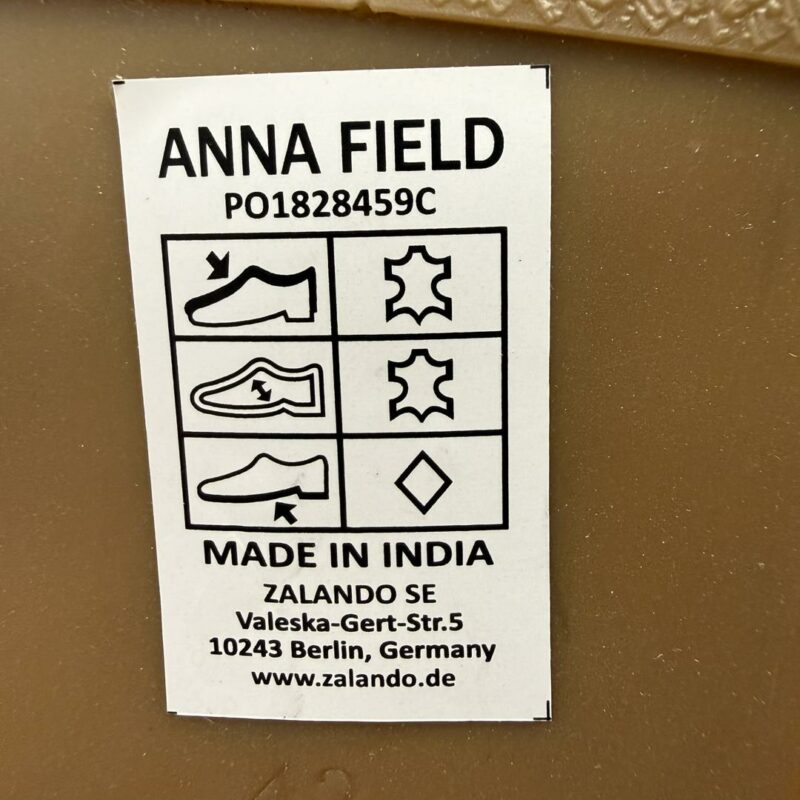 ANNA FIELD
PO1828459C
MADE IN INDIA
ZALANDO SE
Valeska-Gert-Str.5
10243 Berlin, Germany
www.zalando.de